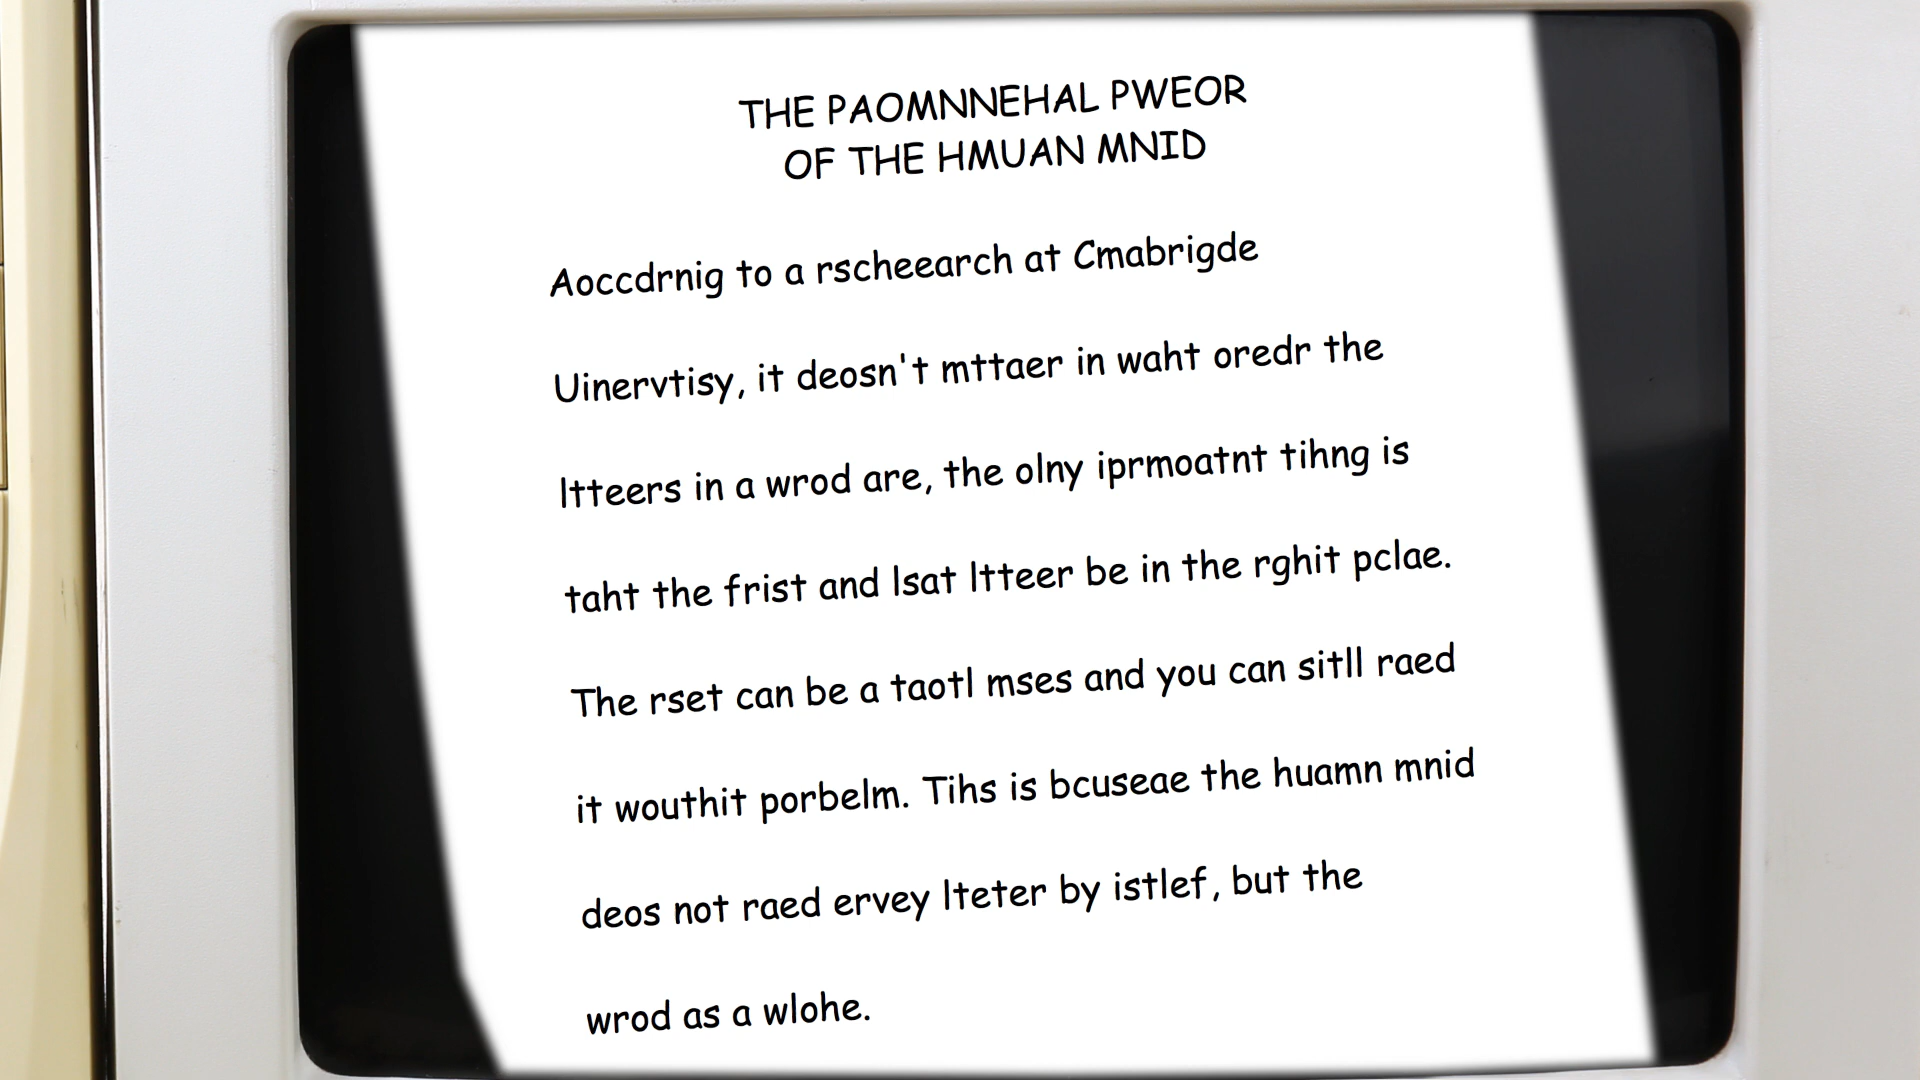 THE PAOMNNEHAL PWEOR
OF THE HMUAN MNID
Aoccdrnig to a rscheearch at Cmabrigde
Uinervtisy, it deosn't mttaer in waht oredr the
ltteers in a wrod are, the olny iprmoatnt tihng is
taht the frist and lsat ltteer be in the rghit pclae.
The rset can be a taotl mses and you can sitll raed
it wouthit porbelm. Tihs is bcuseae the huamn mnid
deos not raed ervey lteter by istlef, but the
wrod as a wlohe.